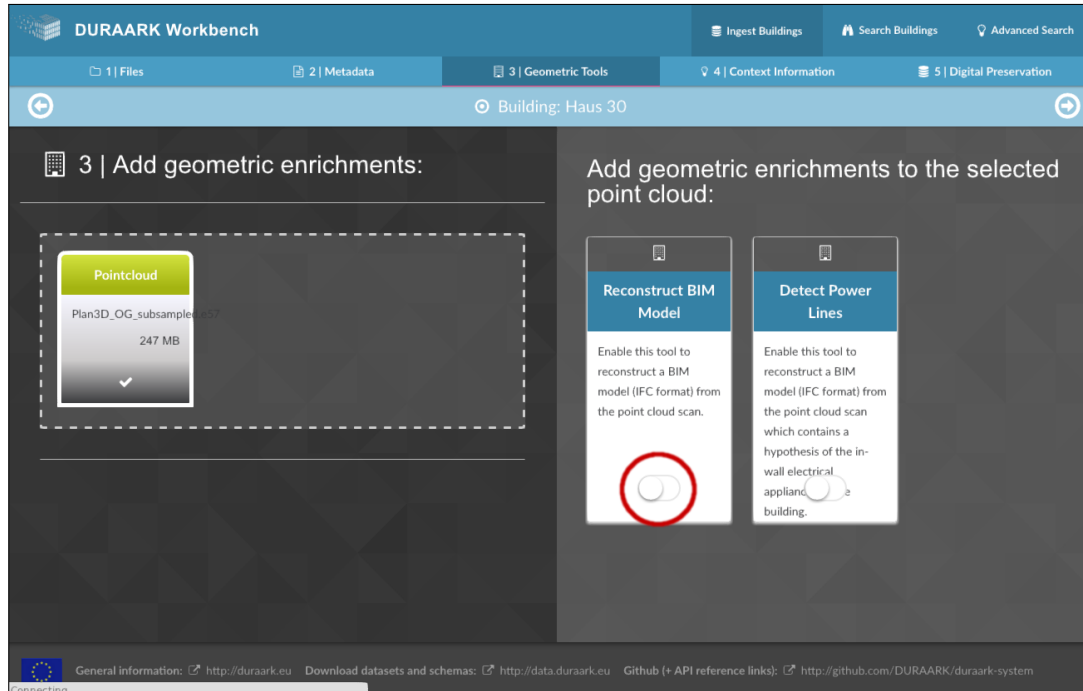 DURAARK Workbench
Ingest Buildings
Search Buildings
Advanced Search
1 | Files
2 | Metadata
3 | Geometric Tools
4 | Context Information
5 | Digital Preservation
Building: Haus 30
3 | Add geometric enrichments:
Pointcloud
Plan3D_OG_subsampled.e57
247 MB
Add geometric enrichments to the selected
point cloud:
Reconstruct BIM
Model
Enable this tool to
reconstruct a BIM
model (IFC format) from
the point cloud scan.
Detect Power
Lines
Enable this tool to
reconstruct a BIM
model (IFC format) from
the point cloud scan
which contains a
hypothesis of the in-
wall electrical
applianc e
building.
General information: http://duraark.eu Download datasets and schemas: http://data.duraark.eu Github (+ API reference links): http://github.com/DURAARK/duraark-system
Connecting